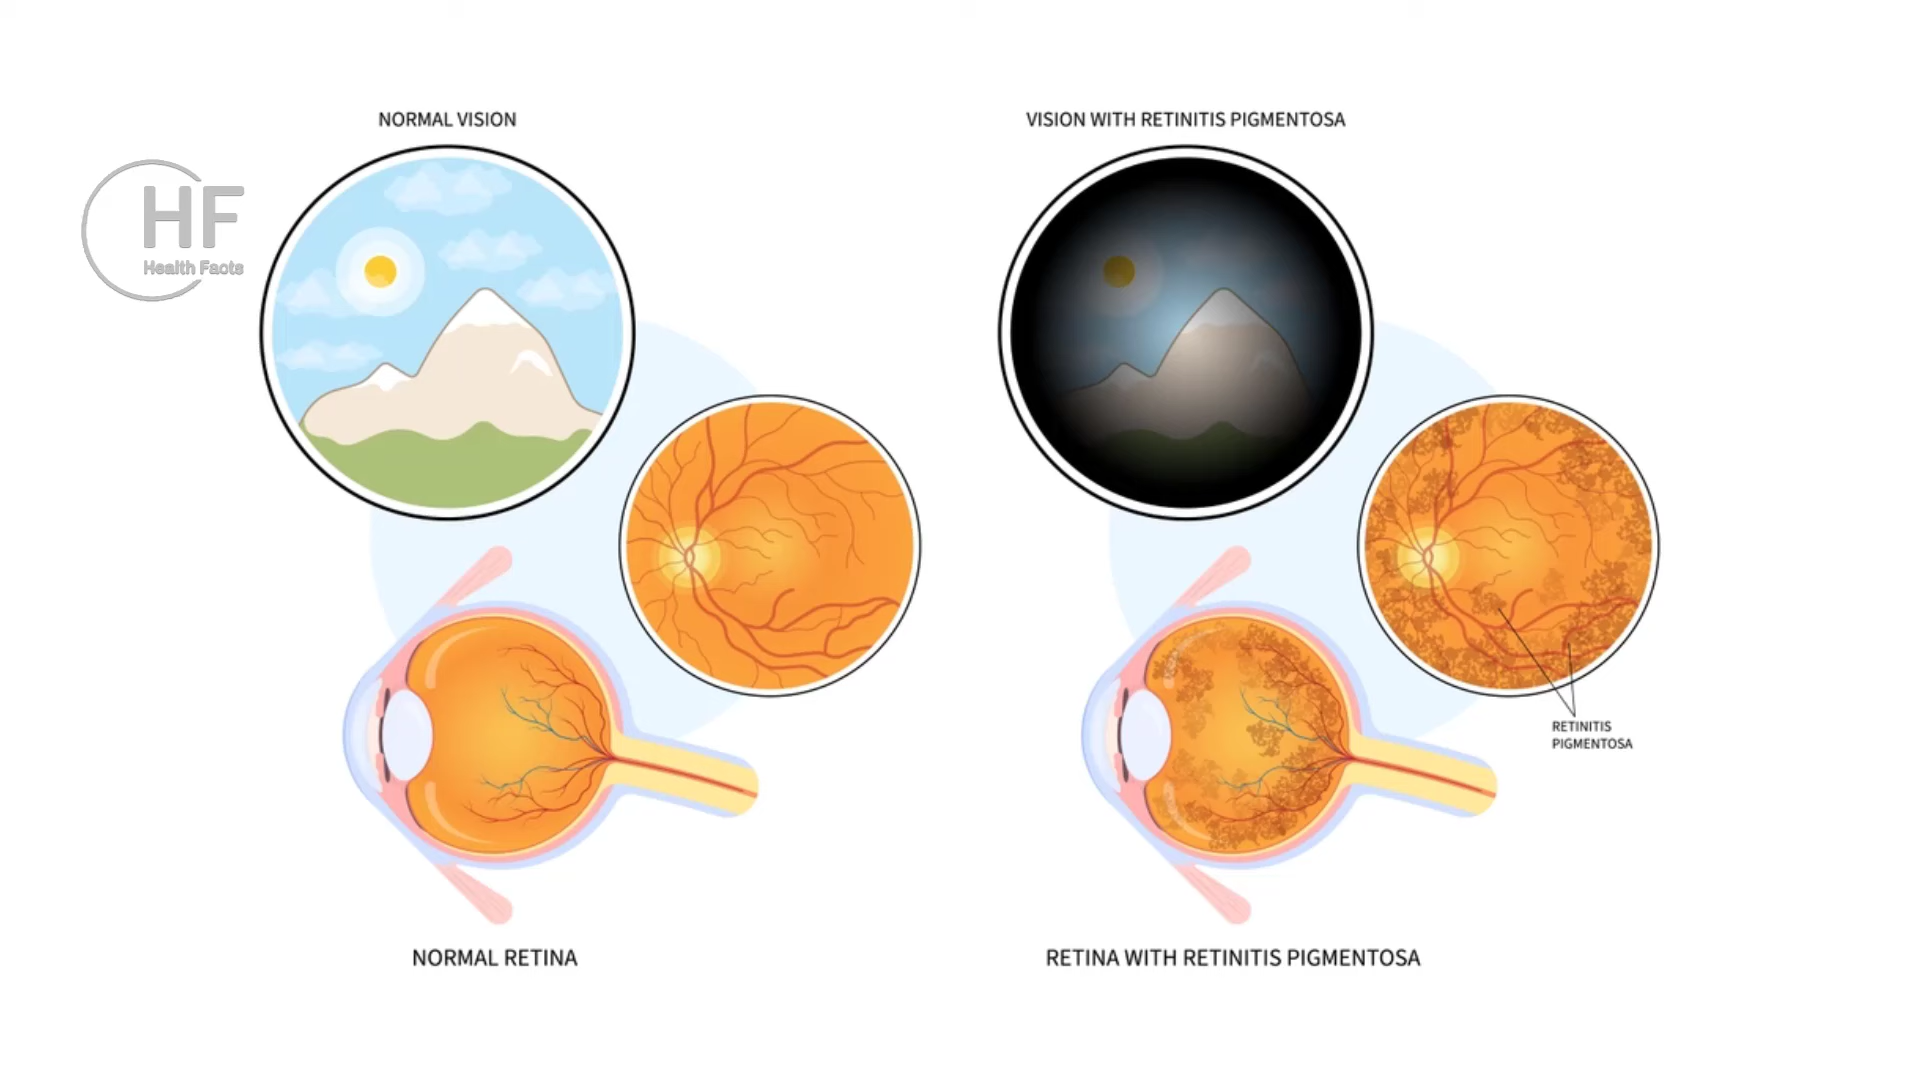 NORMAL VISION
VISION WITH RETINITIS PIGMENTOSA
HF
Health Facts
RETINITIS
PIGMENTOSA
NORMAL RETINA
RETINA WITH RETINITIS PIGMENTOSA